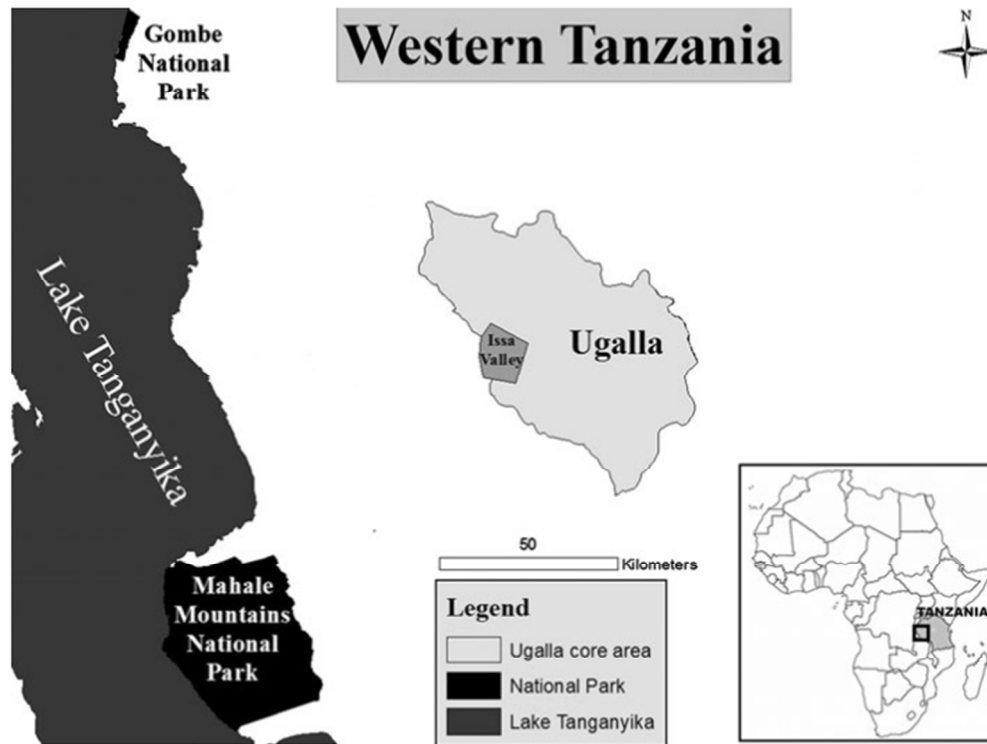 Western Tanzania
N
Gombe
National
Park
Lake Tanganyika
Issa
Valley
Ugalla
Mahale
Mountains
National
Park
50
Kilometers
Legend
Ugalla core area
National Park
Lake Tanganyika
TANZANIA